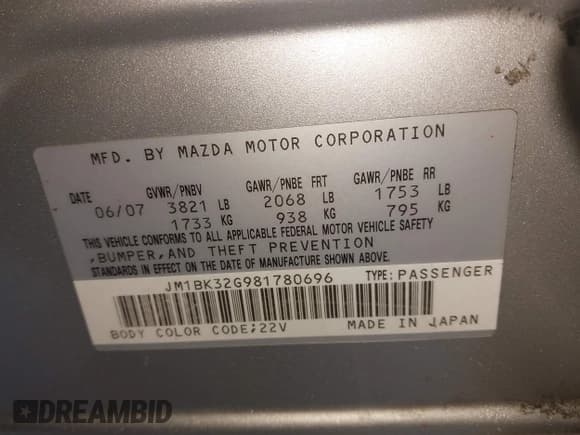 MFD. BY MAZDA MOTOR CORPORATION
DATE GVWR/PNBV GAWR/PNBE FRT GAWR/PNBE RR
06/07 3821 LB 2068 LB 1753 LB
1733 KG 938 KG 795 KG
THIS VEHICLE CONFORMS TO ALL APPLICABLE FEDERAL MOTOR VEHICLE SAFETY
,BUMPER,AND THEFT PREVENTION
STANDARDS IN EFFECT ON THE DATE OF MANUFACTURE SHOWN ABOVE.
JM1BK32G981780696 TYPE:PASSENGER
BODY COLOR CODE;22V MADE IN JAPAN
DREAMBID